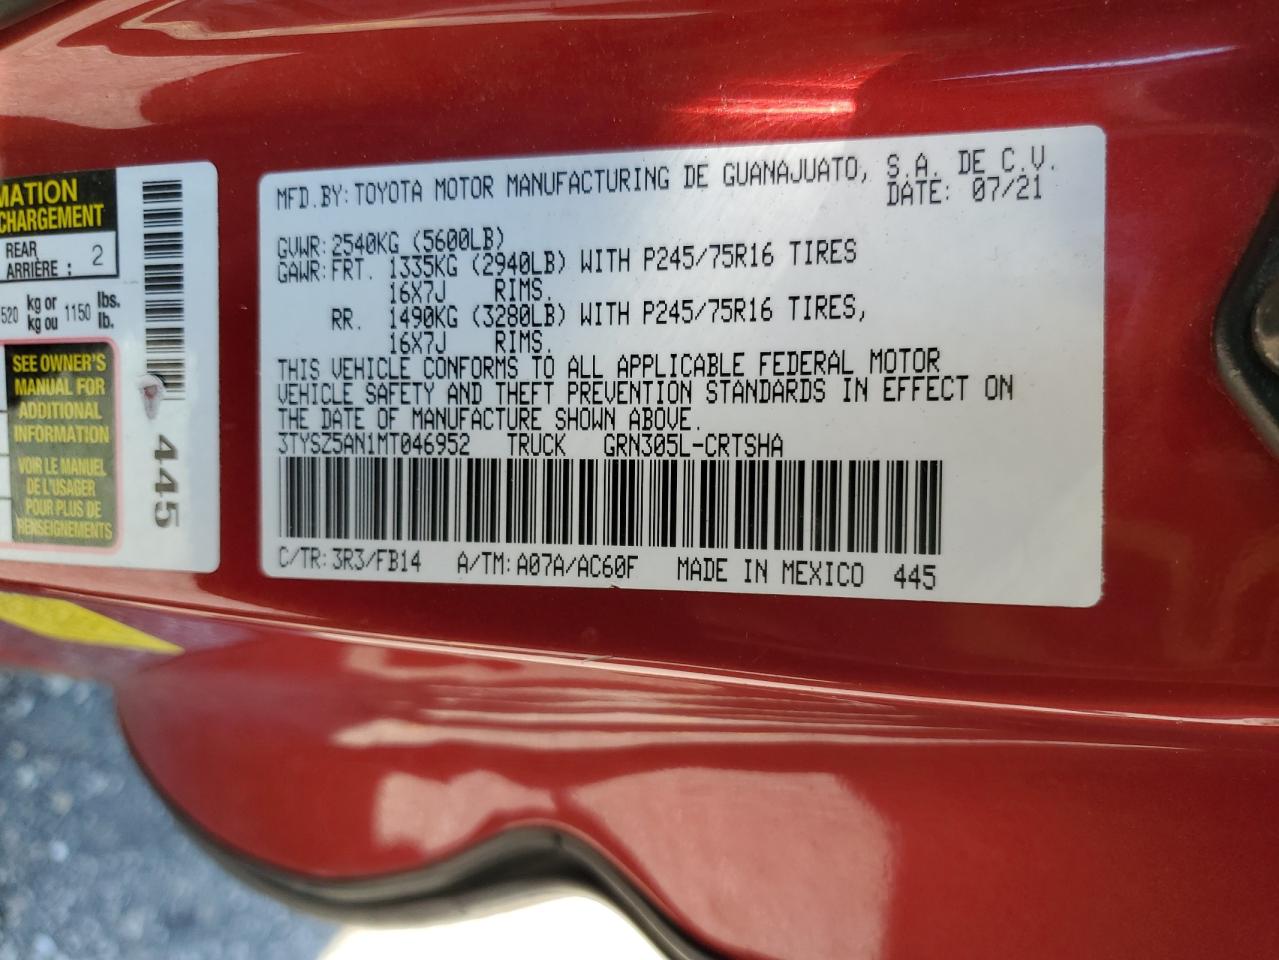 MATION
CHARGEMENT
REAR
ARRIÈRE : 2
520 kg or
kg ou 1150 lbs.
lb.
SEE OWNER'S
MANUAL FOR
ADDITIONAL
INFORMATION
VOIR LE MANUEL
DE L'USAGER
POUR PLUS DE
RENSEIGNEMENTS
445
MFD.BY:TOYOTA MOTOR MANUFACTURING DE GUANAJUATO, S.A. DE C.V.
DATE: 07/21
GVWR:2540KG (5600LB)
GAWR:FRT. 1335KG (2940LB) WITH P245/75R16 TIRES
16X7J RIMS.
RR. 1490KG (3280LB) WITH P245/75R16 TIRES,
16X7J RIMS.
THIS VEHICLE CONFORMS TO ALL APPLICABLE FEDERAL MOTOR
VEHICLE SAFETY AND THEFT PREVENTION STANDARDS IN EFFECT ON
THE DATE OF MANUFACTURE SHOWN ABOVE.
3TYSZ5AN1MT046952 TRUCK GRN305L-CRTSHA
C/TR:3R3/FB14 A/TM:A07A/AC60F MADE IN MEXICO 445